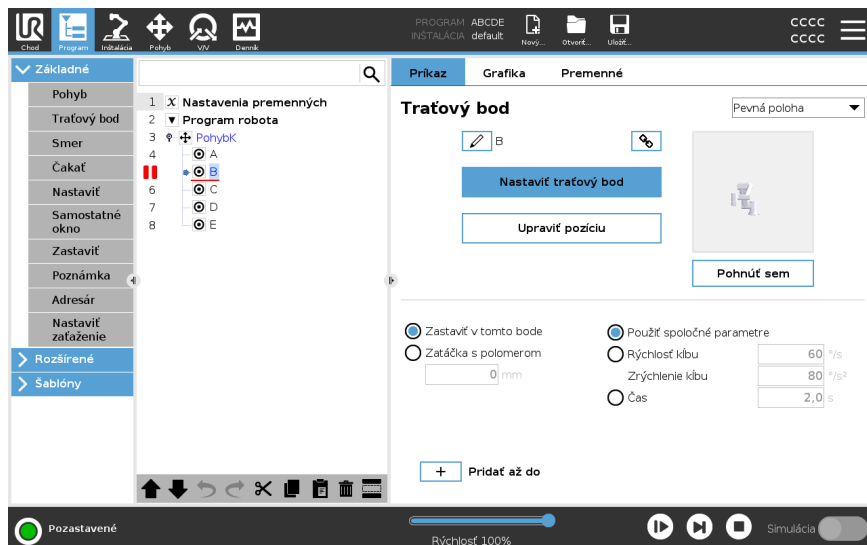 UR
Chod
Program
Inštalácia
Pohyb
V/V
Denník
PROGRAM ABCDE
INŠTALÁCIA default
Nový...
Otvoriť...
Uložiť...
CCCC
CCCC
Základné
Pohyb
Traťový bod
Smer
Čakať
Nastaviť
Samostatné
okno
Zastaviť
Poznámka
Adresár
Nastaviť
zaťaženie
Rozšírené
Šablóny
1 X Nastavenia premenných
2 Program robota
3 PohybK
4 A
B
6 C
7 D
8 E
Príkaz
Grafika
Premenné
Traťový bod
Pevná poloha
B
Nastaviť traťový bod
Upraviť pozíciu
Pohnúť sem
Zastaviť v tomto bode
Zatáčka s polomerom
0 mm
Použiť spoločné parametre
Rýchlosť kĺbu 60 °/s
Zrýchlenie kĺbu 80 °/s²
Čas 2,0 s
+ Pridať až do
Pozastavené
Rýchlosť 100%
Simulácia